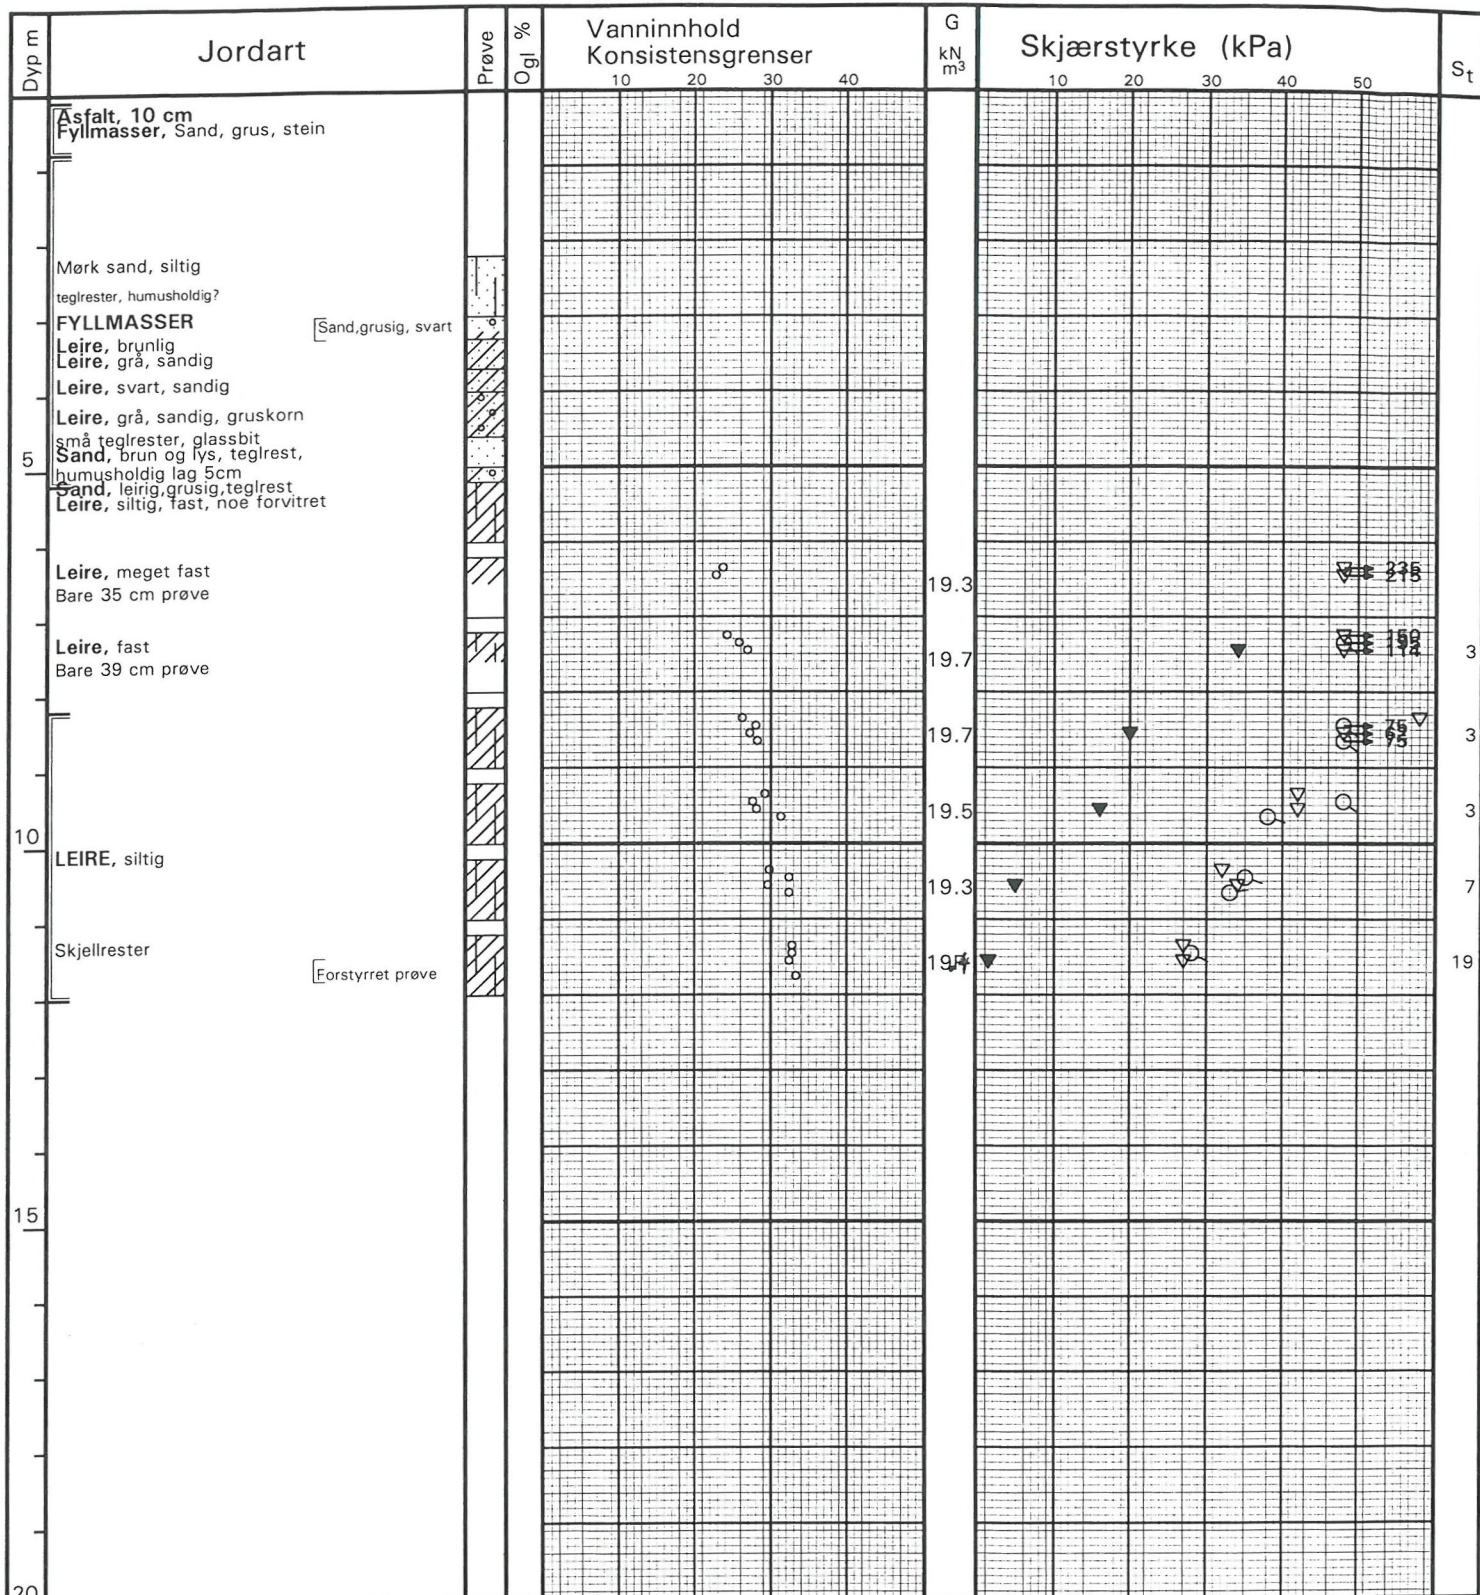 Dyp m
Jordart
Prøve
Ogl %
Vanninnhold
Konsistensgrenser
10 20 30 40
G
kN
m³
Skjærstyrke (kPa)
10 20 30 40 50
St
Asfalt, 10 cm
Fyllmasser, Sand, grus, stein
Mørk sand, siltig
teglrester, humusholdig?
FYLLMASSER
Sand,grusig, svart
Leire, brunlig
Leire, grå, sandig
Leire, svart, sandig
Leire, grå, sandig, gruskorn
små teglrester, glassbit
Sand, brun og lys, teglrest,
5
humusholdig lag 5cm
Sand, leirig,grusig,teglrest
Leire, siltig, fast, noe forvitret
Leire, meget fast
235
215
19.3
Bare 35 cm prøve
Leire, fast
114
19.7
3
Bare 39 cm prøve
75
19.7
3
75
19.5
3
10
LEIRE, siltig
19.3
7
Skjellrester
19
Forstyrret prøve
15
20